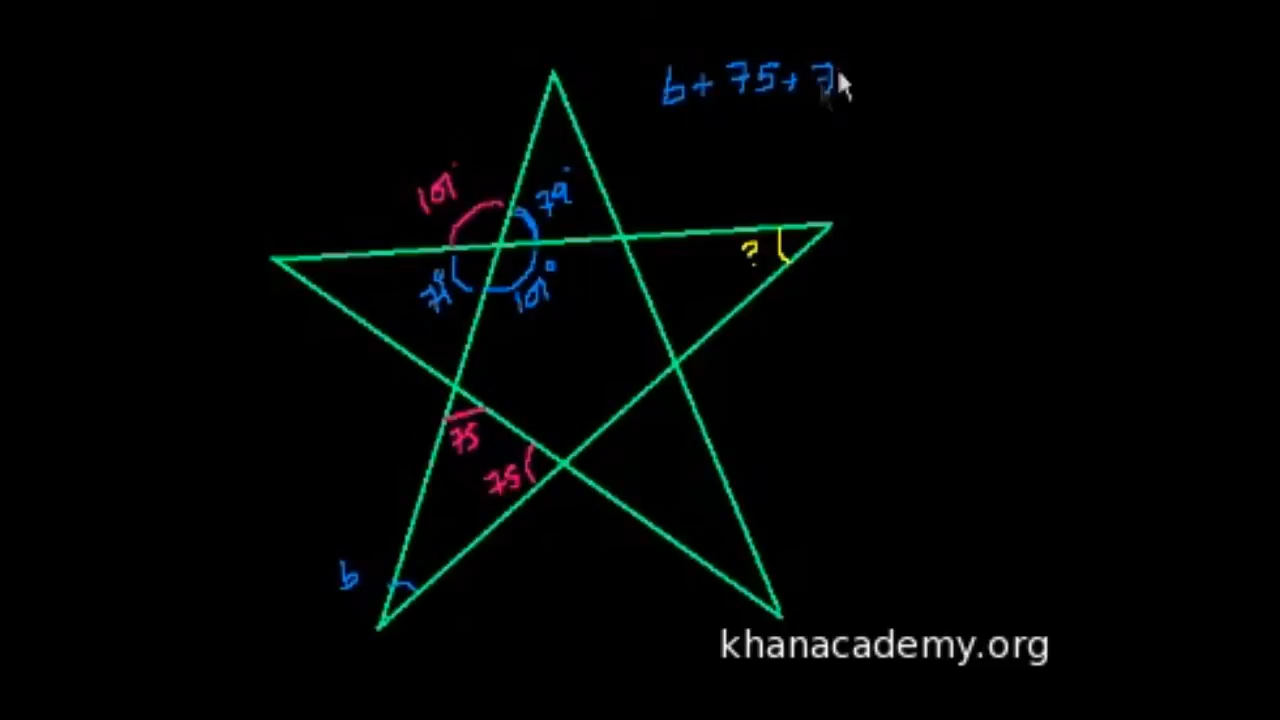 b + 75 + 7
101°
79°
?
79°
101°
75
75
b
khanacademy.org